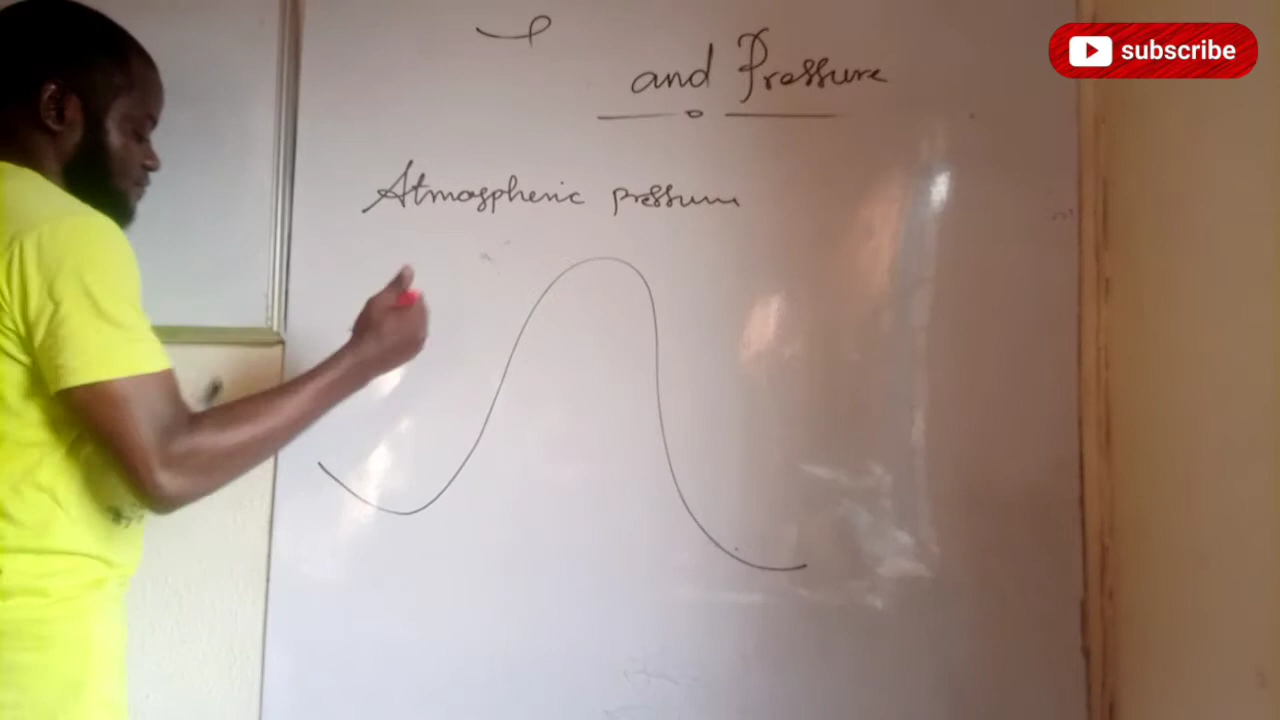 subscribe
and Pressure
Atmospheric pressure